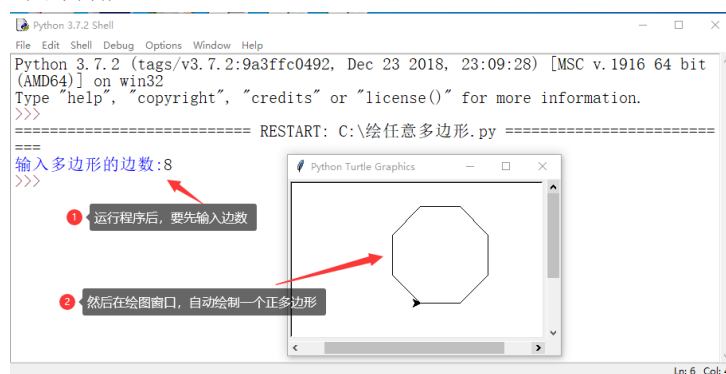 Python 3.7.2 Shell
File Edit Shell Debug Options Window Help
Python 3.7.2 (tags/v3.7.2:9a3ffc0492, Dec 23 2018, 23:09:28) [MSC v.1916 64 bit
(AMD64)] on win32
Type "help", "copyright", "credits" or "license()" for more information.
>>>
=========================== RESTART: C:\绘任意多边形.py ========================
===
输入多边形的边数:8
>>>
Python Turtle Graphics
1 运行程序后，要先输入边数
2 然后在绘图窗口，自动绘制一个正多边形
Ln: 6 Col: